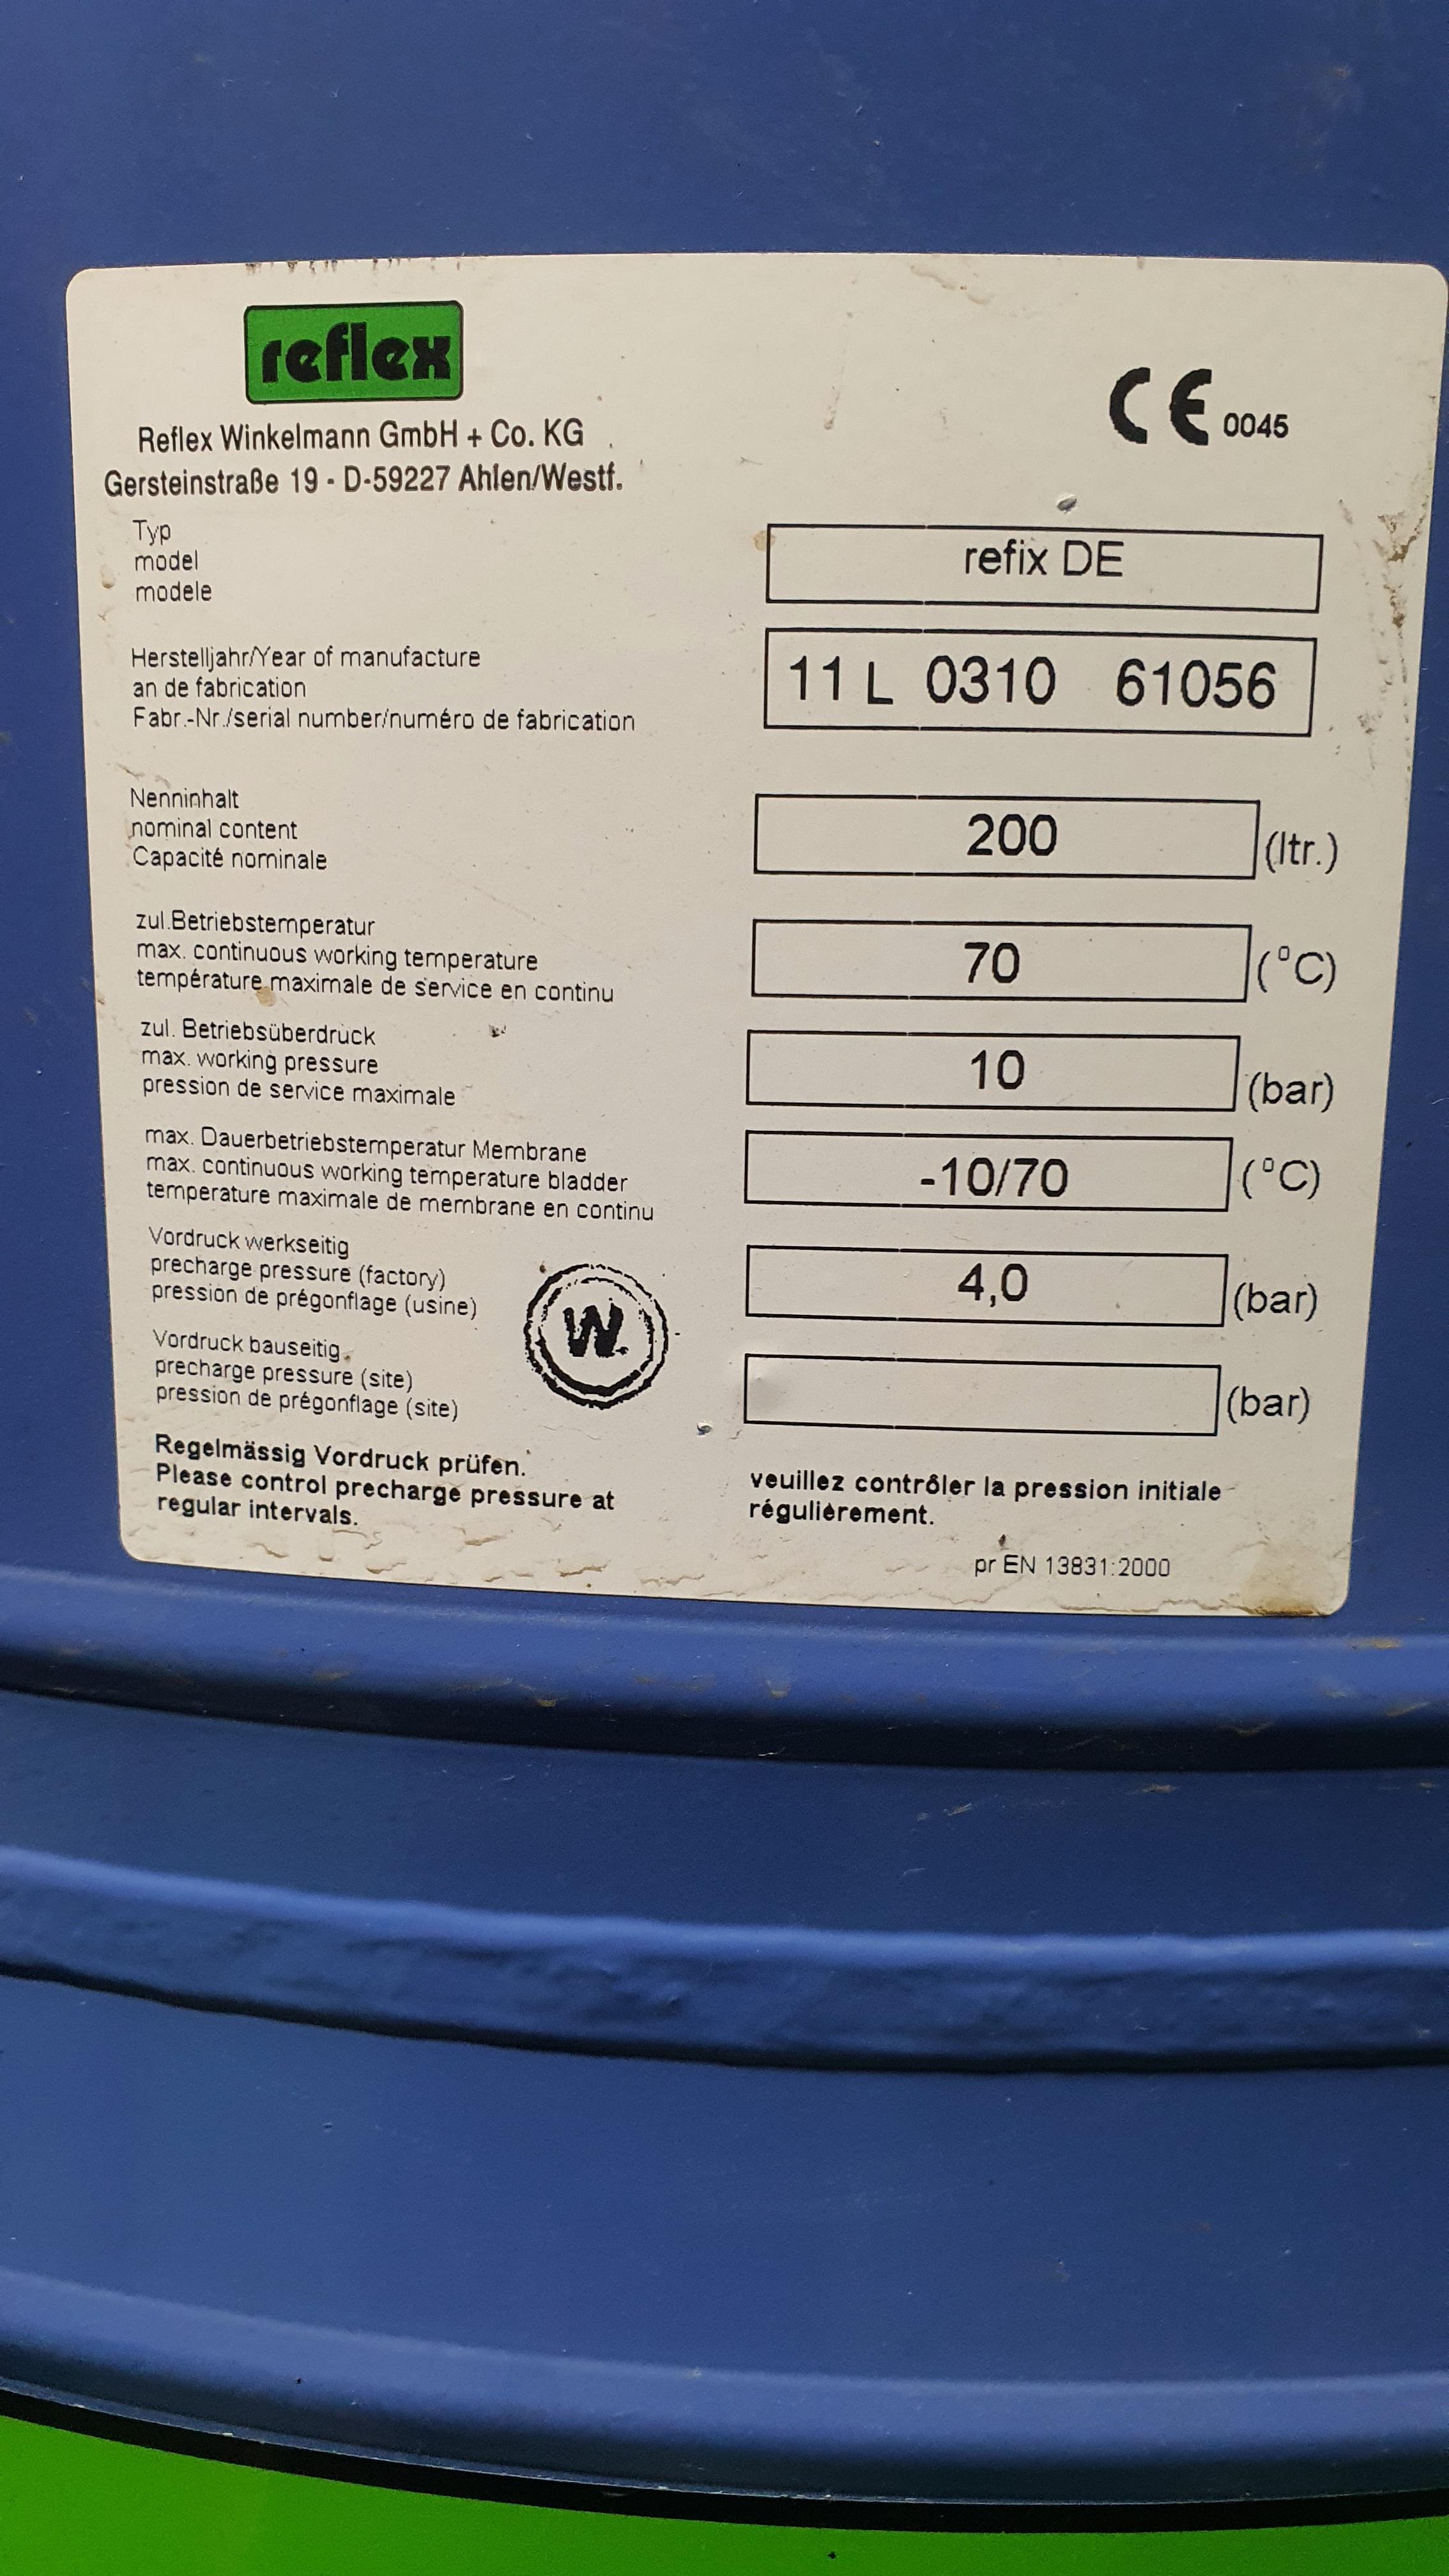 reflex
Reflex Winkelmann GmbH + Co. KG
Gersteinstraße 19 - D-59227 Ahlen/Westf.
CE 0045
Typ
model
modele
refix DE
Herstelljahr/Year of manufacture
an de fabrication
Fabr.-Nr./serial number/numéro de fabrication
11 L 0310 61056
Nenninhalt
nominal content
Capacité nominale
200 (ltr.)
zul.Betriebstemperatur
max. continuous working temperature
température maximale de service en continu
70 (°C)
zul. Betriebsüberdruck
max. working pressure
pression de service maximale
10 (bar)
max. Dauerbetriebstemperatur Membrane
max. continuous working temperature bladder
temperature maximale de membrane en continu
-10/70 (°C)
Vordruck werkseitig
precharge pressure (factory)
pression de prégonflage (usine)
4,0 (bar)
W.
Vordruck bauseitig
precharge pressure (site)
pression de prégonflage (site)
(bar)
Regelmässig Vordruck prüfen.
Please control precharge pressure at
regular intervals.
veuillez contrôler la pression initiale
régulièrement.
pr EN 13831:2000